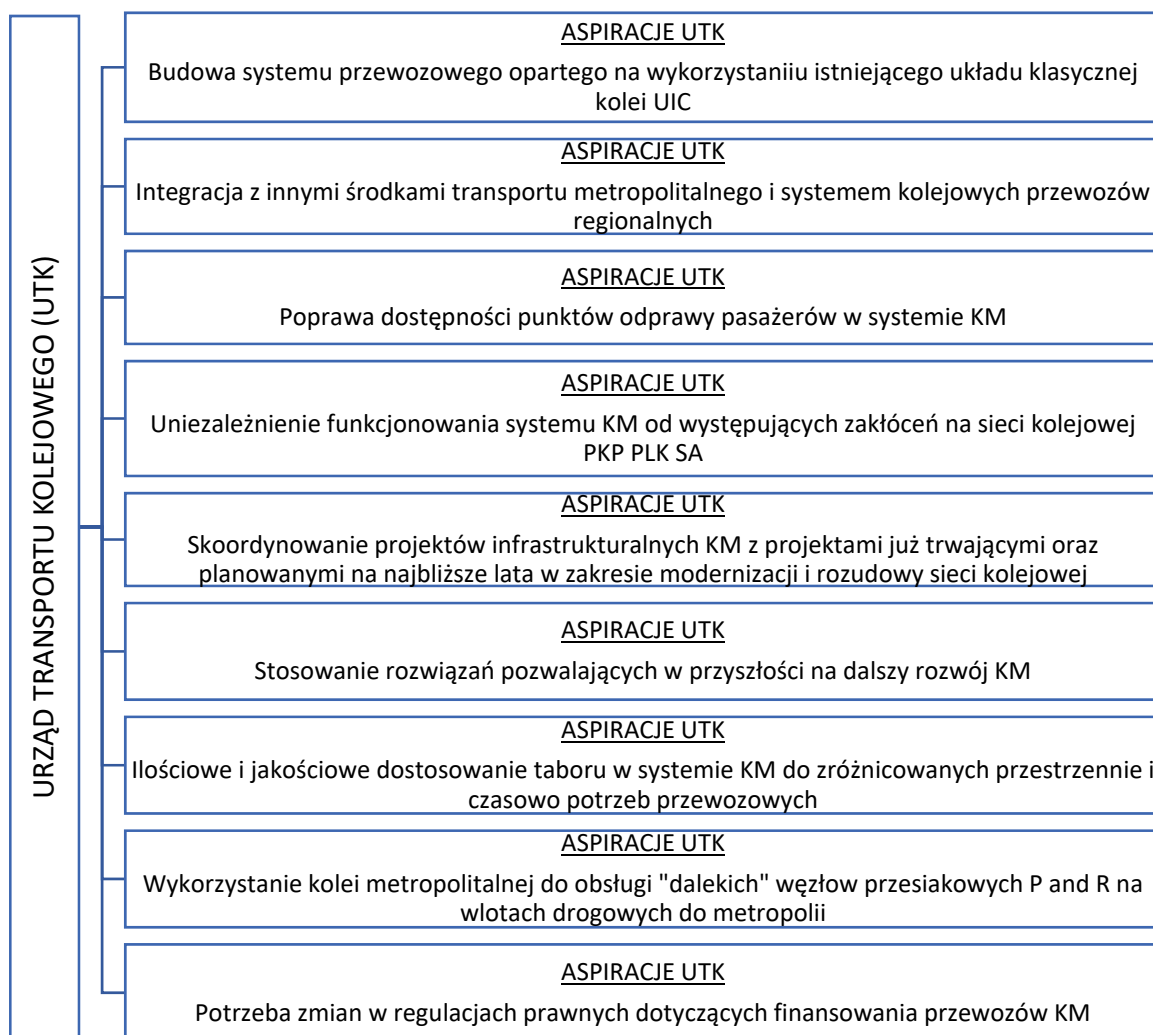 URZĄD TRANSPORTU KOLEJOWEGO (UTK)
ASPIRACJE UTK
Budowa systemu przewozowego opartego na wykorzystaniiu istniejącego układu klasycznej
kolei UIC
ASPIRACJE UTK
Integracja z innymi środkami transportu metropolitalnego i systemem kolejowych przewozów
regionalnych
ASPIRACJE UTK
Poprawa dostępności punktów odprawy pasażerów w systemie KM
ASPIRACJE UTK
Uniezależnienie funkcjonowania systemu KM od występujących zakłóceń na sieci kolejowej
PKP PLK SA
ASPIRACJE UTK
Skoordynowanie projektów infrastrukturalnych KM z projektami już trwającymi oraz
planowanymi na najbliższe lata w zakresie modernizacji i rozudowy sieci kolejowej
ASPIRACJE UTK
Stosowanie rozwiązań pozwalających w przyszłości na dalszy rozwój KM
ASPIRACJE UTK
Ilościowe i jakościowe dostosowanie taboru w systemie KM do zróżnicowanych przestrzennie i
czasowo potrzeb przewozowych
ASPIRACJE UTK
Wykorzystanie kolei metropolitalnej do obsługi "dalekich" węzłow przesiakowych P and R na
wlotach drogowych do metropolii
ASPIRACJE UTK
Potrzeba zmian w regulacjach prawnych dotyczących finansowania przewozów KM